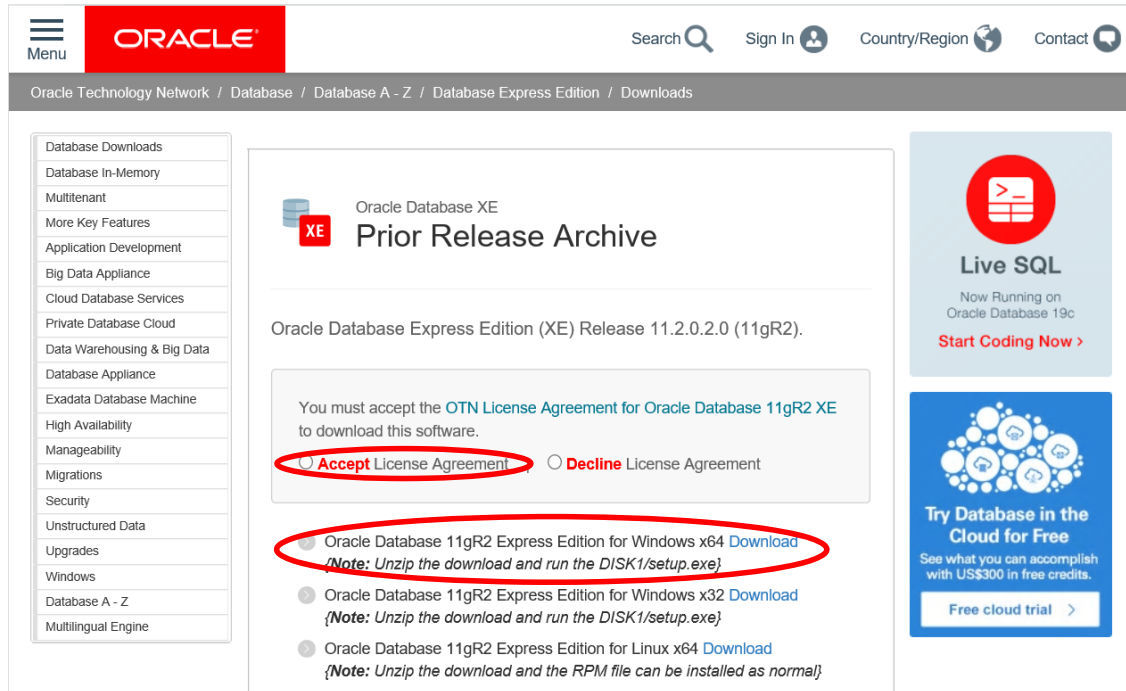 Menu
ORACLE
Search
Sign In
Country/Region
Contact
Oracle Technology Network / Database / Database A - Z / Database Express Edition / Downloads
Database Downloads
Database In-Memory
Multitenant
More Key Features
Application Development
Big Data Appliance
Cloud Database Services
Private Database Cloud
Data Warehousing & Big Data
Database Appliance
Exadata Database Machine
High Availability
Manageability
Migrations
Security
Unstructured Data
Upgrades
Windows
Database A - Z
Multilingual Engine
XE
Oracle Database XE
Prior Release Archive
Oracle Database Express Edition (XE) Release 11.2.0.2.0 (11gR2).
You must accept the OTN License Agreement for Oracle Database 11gR2 XE
to download this software.
Accept License Agreement
Decline License Agreement
Oracle Database 11gR2 Express Edition for Windows x64 Download
{Note: Unzip the download and run the DISK1/setup.exe}
Oracle Database 11gR2 Express Edition for Windows x32 Download
{Note: Unzip the download and run the DISK1/setup.exe}
Oracle Database 11gR2 Express Edition for Linux x64 Download
{Note: Unzip the download and the RPM file can be installed as normal}
Live SQL
Now Running on
Oracle Database 19c
Start Coding Now >
Try Database in the
Cloud for Free
See what you can accomplish
with US$300 in free credits.
Free cloud trial >